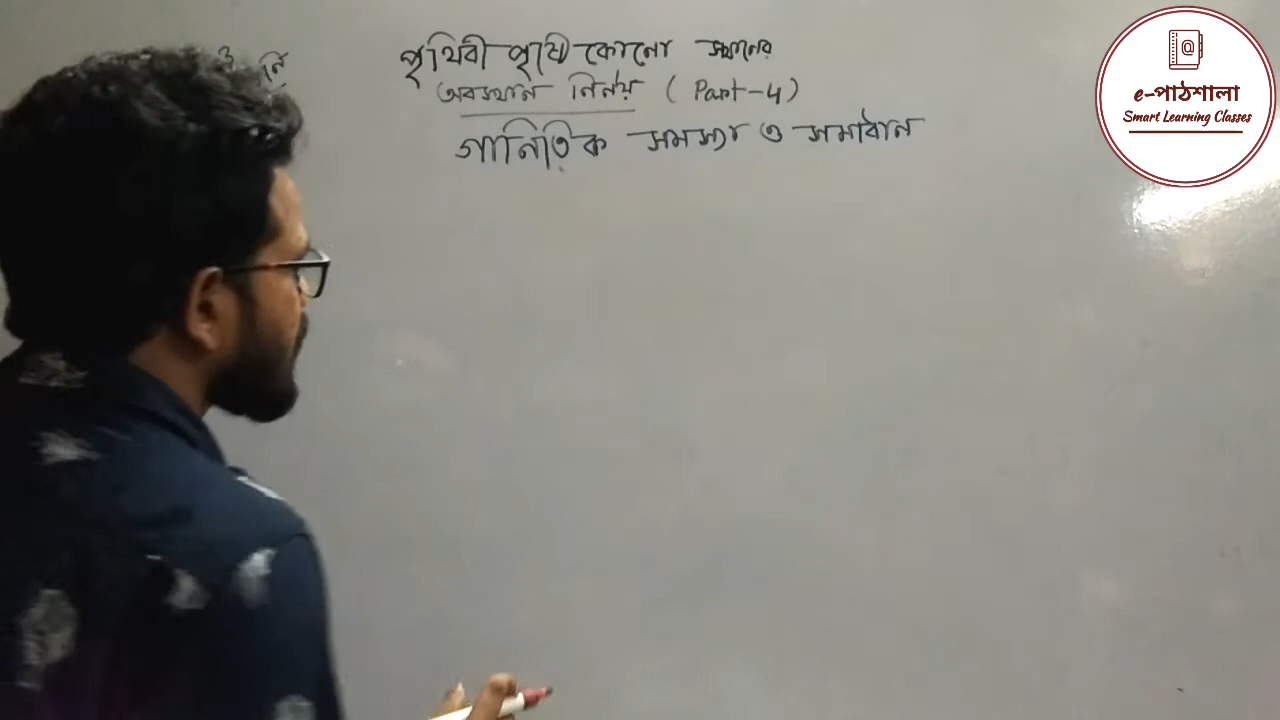 পৃথিবী পৃষ্ঠে কোনো স্থানের
অবস্থান নির্ণয় (Part-4)
গানিতিক সমস্যা ও সমাধান
e-পাঠশালা
Smart Learning Classes